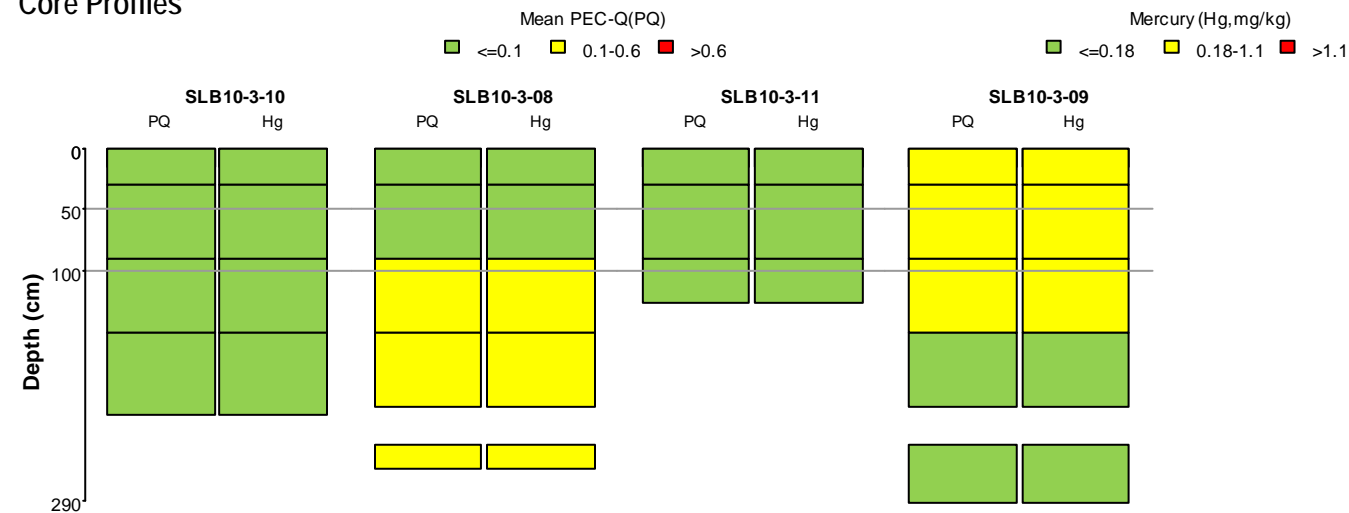 Core Profiles
Mean PEC-Q(PQ)
<=0.1 0.1-0.6 >0.6
Mercury (Hg,mg/kg)
<=0.18 0.18-1.1 >1.1
SLB10-3-10 SLB10-3-08 SLB10-3-11 SLB10-3-09
PQ Hg PQ Hg PQ Hg PQ Hg
0
50
100
290
Depth (cm)